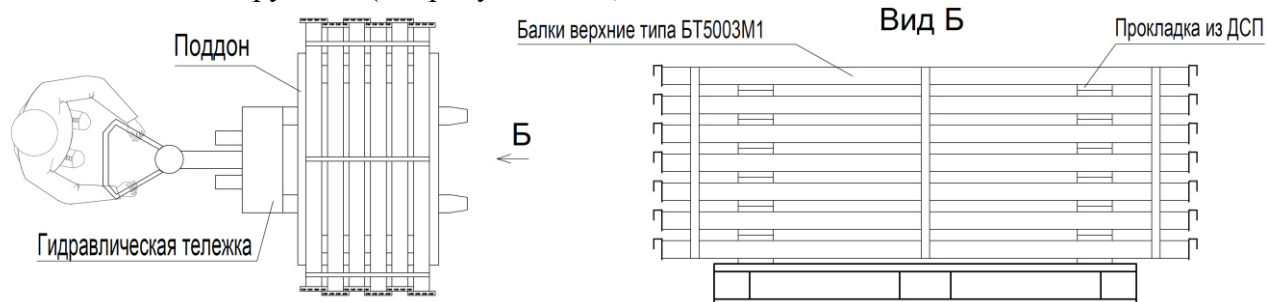 Поддон
Гидравлическая тележка
Б
Вид Б
Балки верхние типа БТ5003М1
Прокладка из ДСП